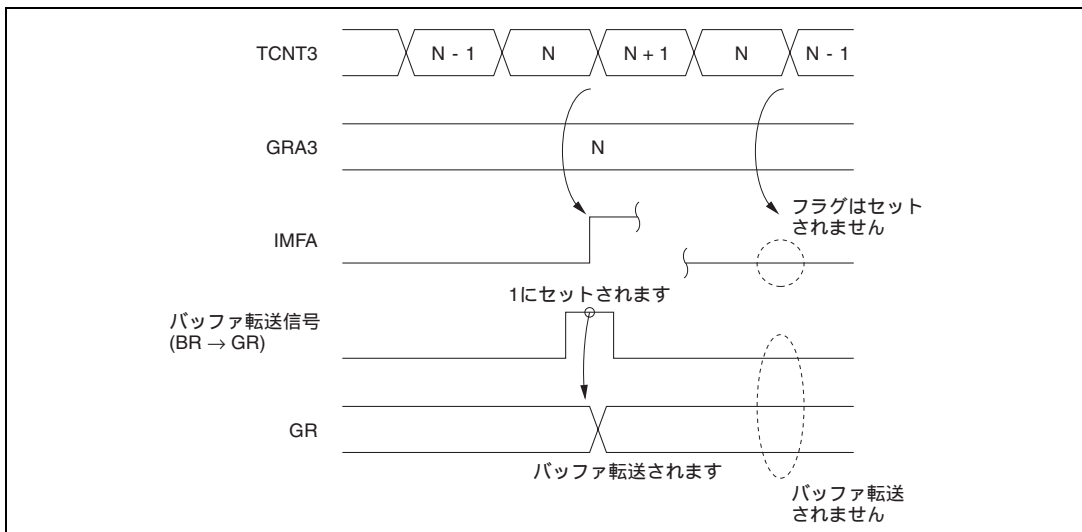 TCNT3
N - 1
N
N + 1
N
N - 1
GRA3
N
フラグはセット
されません
IMFA
1にセットされます
バッファ転送信号
(BR → GR)
GR
バッファ転送されます
バッファ転送
されません